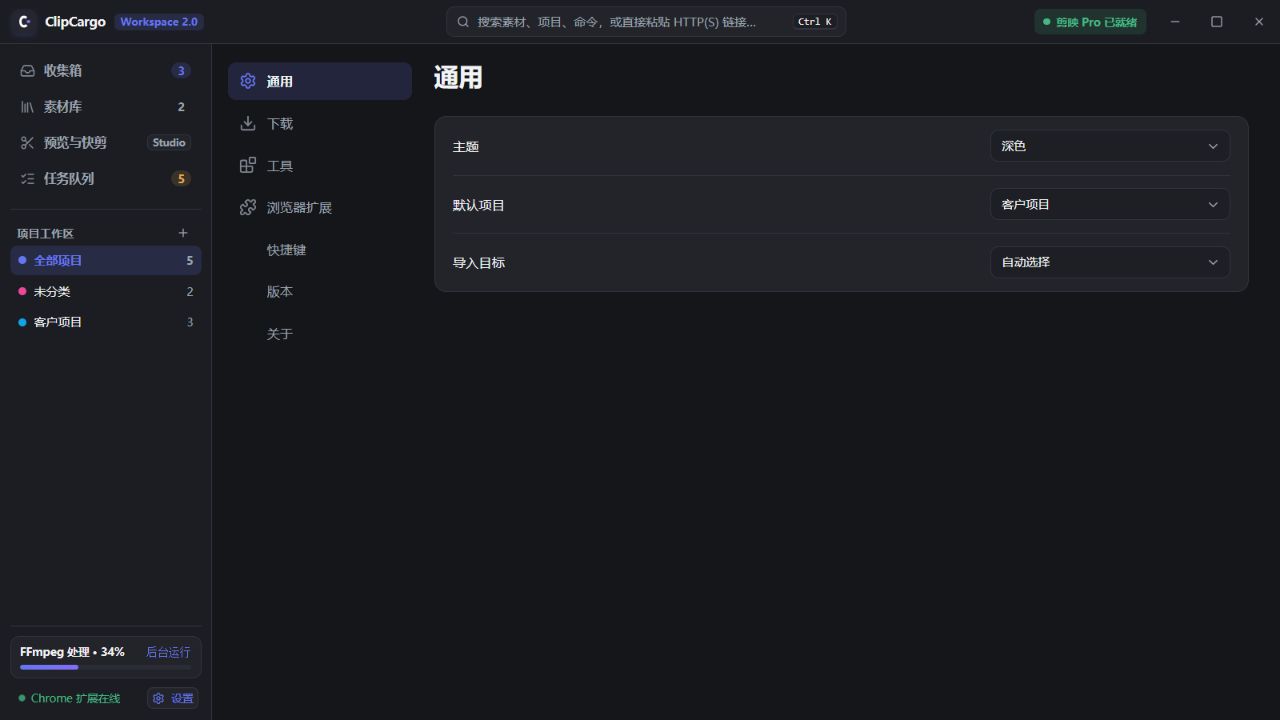 ClipCargo Workspace 2.0
搜索素材、项目、命令，或直接粘贴 HTTP(S) 链接... Ctrl K
剪映 Pro 已就绪
收集箱 3
素材库 2
预览与快剪 Studio
任务队列 5
项目工作区
全部项目 5
未分类 2
客户项目 3
FFmpeg 处理 • 34% 后台运行
Chrome 扩展在线 设置
通用
下载
工具
浏览器扩展
快捷键
版本
关于
通用
主题 深色
默认项目 客户项目
导入目标 自动选择